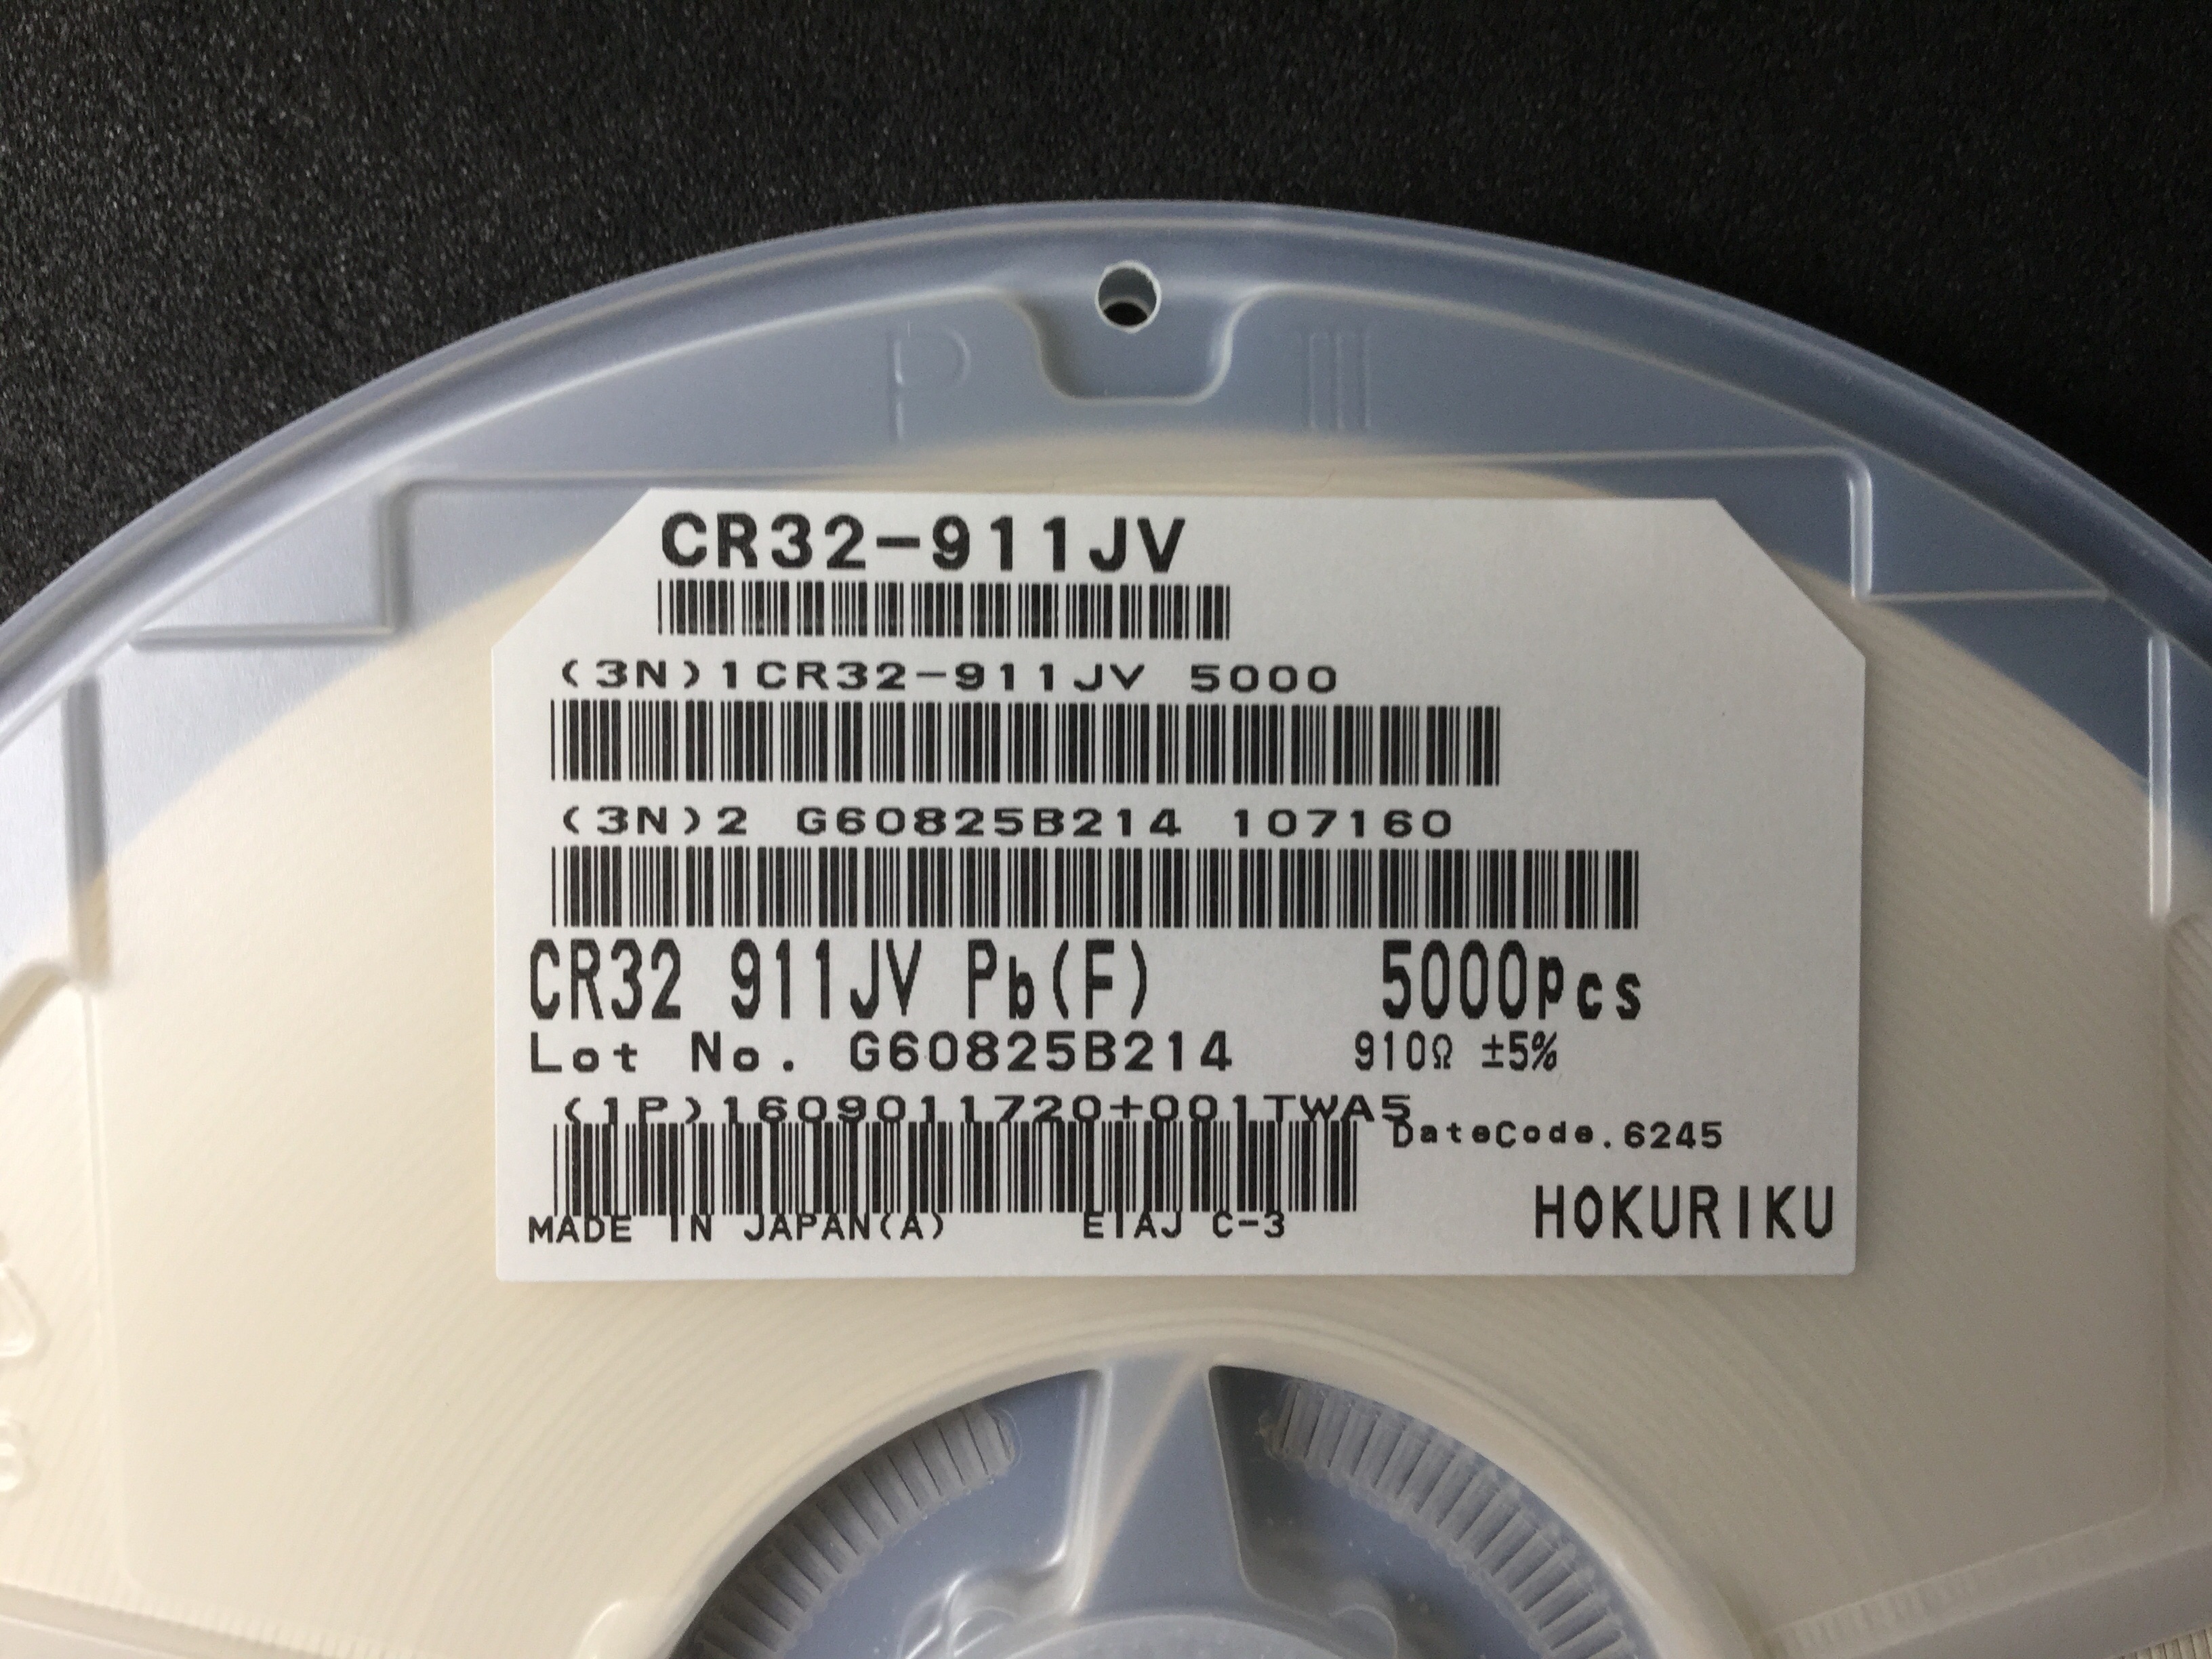 CR32-911JV
(3N)1CR32-911JV 5000
(3N)2 G60825B214 107160
CR32 911JV Pb(F) 5000pcs
Lot No. G60825B214 910Ω ±5%
(1P)1609011720+001TWA5
DateCode.6245
MADE IN JAPAN(A) EIAJ C-3 HOKURIKU